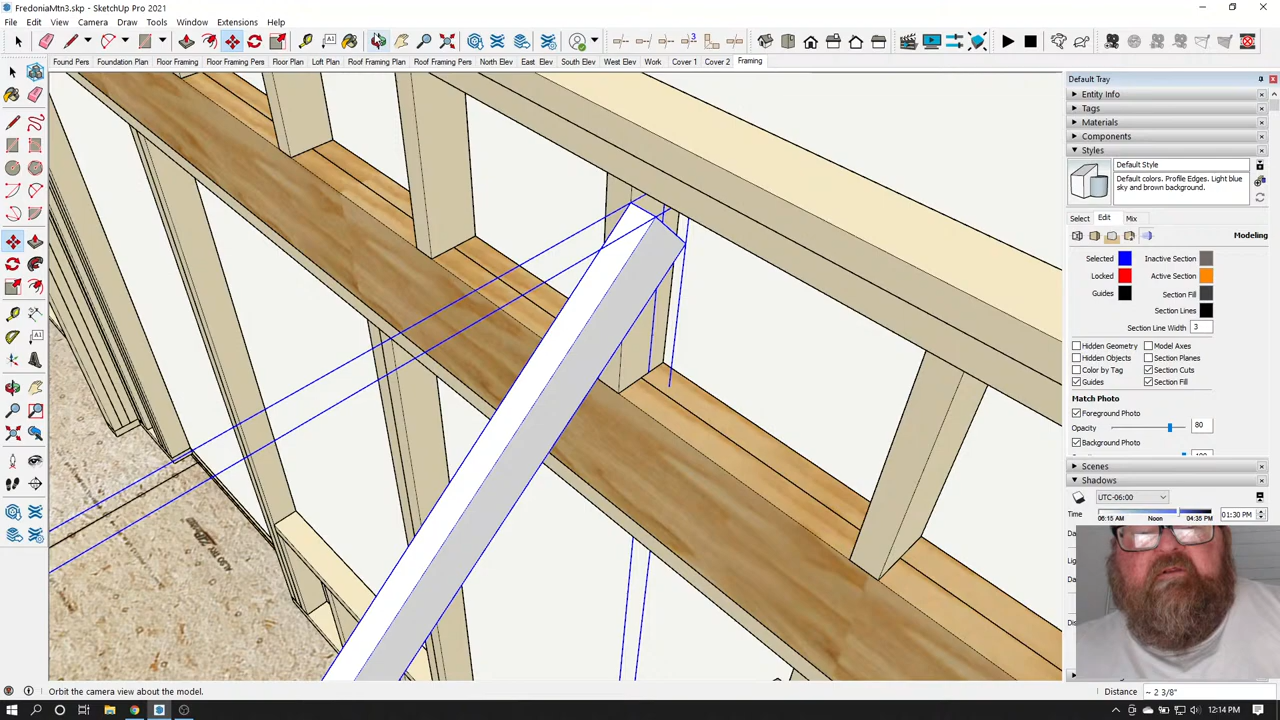 FredoniaMtn3.skp - SketchUp Pro 2021
File Edit View Camera Draw Tools Window Extensions Help
3
Found Pers Foundation Plan Floor Framing Floor Framing Pers Floor Plan Loft Plan Roof Framing Plan Roof Framing Pers North Elev East Elev South Elev West Elev Work Cover 1 Cover 2 Framing
Default Tray
Entity Info
Tags
Materials
Components
Styles
Default Style
Default colors. Profile Edges. Light blue
sky and brown background.
Select Edit Mix
Modeling
Selected Inactive Section
Locked Active Section
Guides Section Fill
Section Lines
Section Line Width 3
Hidden Geometry Model Axes
Hidden Objects Section Planes
Color by Tag Section Cuts
Guides Section Fill
Match Photo
Foreground Photo
Opacity 80
Background Photo
Scenes
Shadows
UTC-06:00
Time 06:15 AM Noon 04:35 PM 01:30 PM
Orbit the camera view about the model.
Distance ~ 2 3/8"
12:14 PM